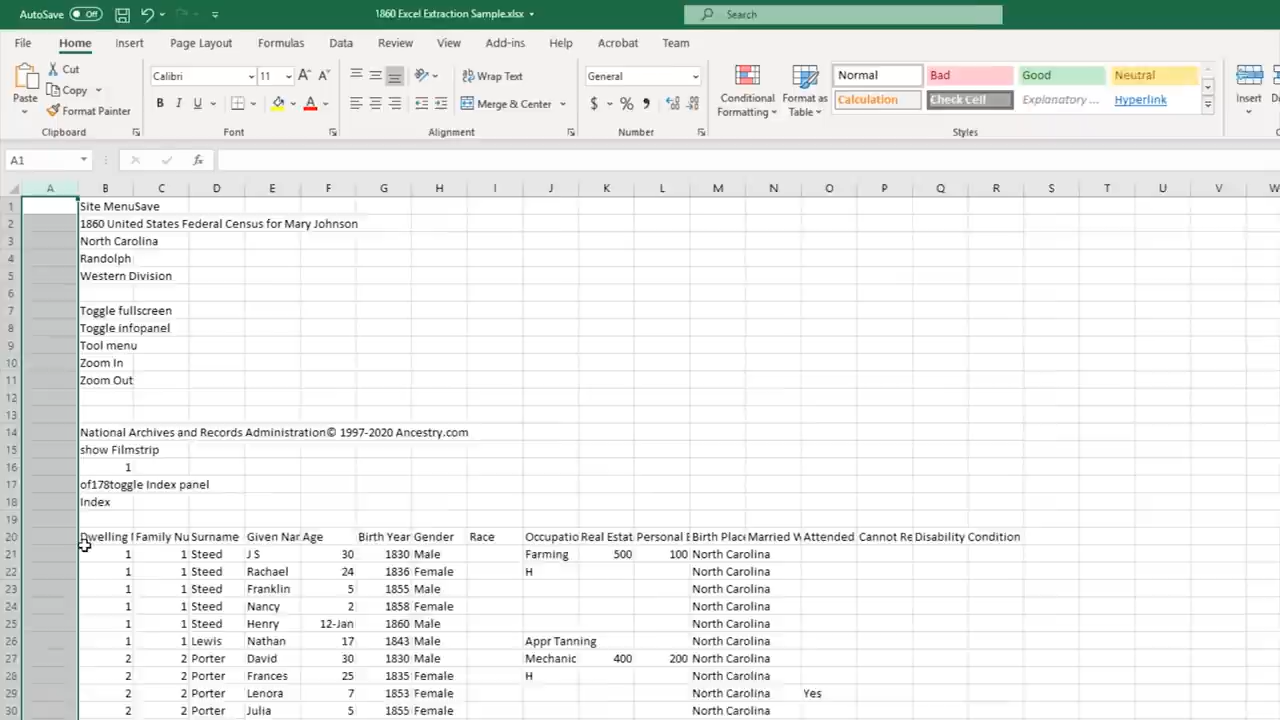 AutoSave Off 1860 Excel Extraction Sample.xlsx Search
File Home Insert Page Layout Formulas Data Review View Add-ins Help Acrobat Team
Paste Cut Copy Format Painter Clipboard
Calibri 11 B I U A Font
Wrap Text Merge & Center Alignment
General $ % Number
Conditional Formatting Format as Table
Normal Bad Good Neutral
Calculation Check Cell Explanatory ... Hyperlink
Styles
Insert
A1 fx
A B C D E F G H I J K L M N O P Q R S T U V W
1 Site MenuSave
2 1860 United States Federal Census for Mary Johnson
3 North Carolina
4 Randolph
5 Western Division
6
7 Toggle fullscreen
8 Toggle infopanel
9 Tool menu
10 Zoom In
11 Zoom Out
12
13
14 National Archives and Records Administration© 1997-2020 Ancestry.com
15 show Filmstrip
16 1
17 of178toggle Index panel
18 Index
19
20 Dwelling Family Nu Surname Given Nar Age Birth Year Gender Race Occupatio Real Estat Personal E Birth Plac Married W Attended Cannot Re Disability Condition
21 1 1 Steed J S 30 1830 Male Farming 500 100 North Carolina
22 1 1 Steed Rachael 24 1836 Female H North Carolina
23 1 1 Steed Franklin 5 1855 Male North Carolina
24 1 1 Steed Nancy 2 1858 Female North Carolina
25 1 1 Steed Henry 12-Jan 1860 Male North Carolina
26 1 1 Lewis Nathan 17 1843 Male Appr Tanning North Carolina
27 2 2 Porter David 30 1830 Male Mechanic 400 200 North Carolina
28 2 2 Porter Frances 25 1835 Female H North Carolina
29 2 2 Porter Lenora 7 1853 Female North Carolina Yes
30 2 2 Porter Julia 5 1855 Female North Carolina